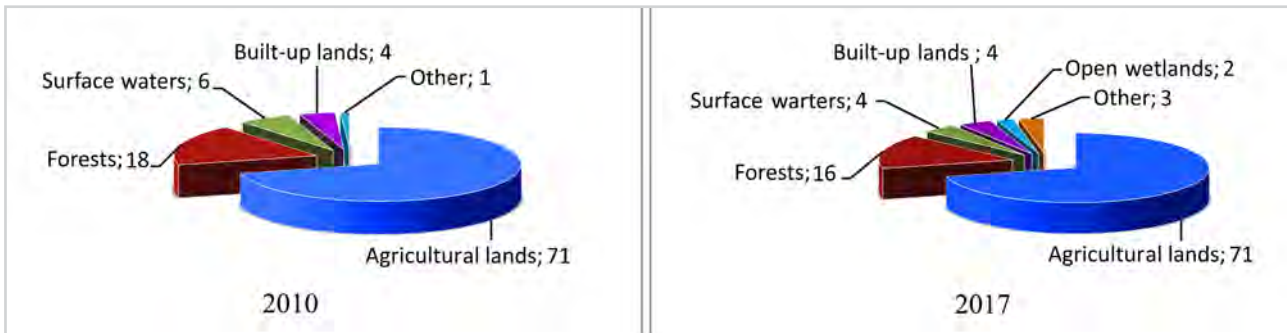 Built-up lands; 4
Surface waters; 6
Other; 1
Forests; 18
Agricultural lands; 71
2010
Built-up lands ; 4
Open wetlands; 2
Surface warters; 4
Other; 3
Forests; 16
Agricultural lands; 71
2017